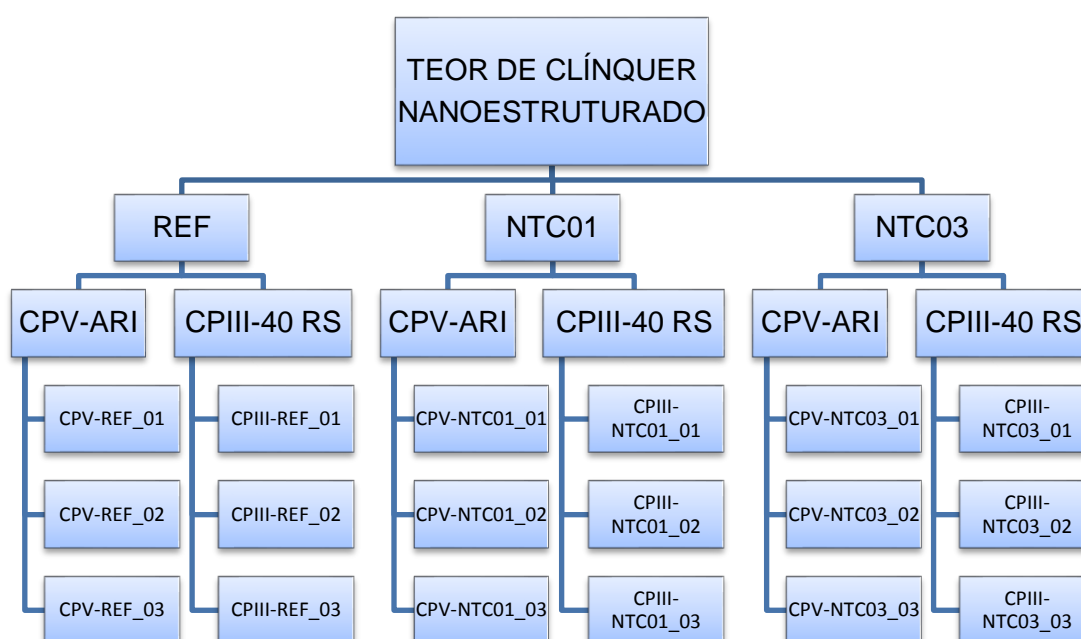 TEOR DE CLÍNQUER
NANOESTRUTURADO
REF
NTC01
NTC03
CPV-ARI
CPIII-40 RS
CPV-ARI
CPIII-40 RS
CPV-ARI
CPIII-40 RS
CPV-REF_01
CPIII-REF_01
CPV-NTC01_01
CPIII-
NTC01_01
CPV-NTC03_01
CPIII-
NTC03_01
CPV-REF_02
CPIII-REF_02
CPV-NTC01_02
CPIII-
NTC01_02
CPV-NTC03_02
CPIII-
NTC03_02
CPV-REF_03
CPIII-REF_03
CPV-NTC01_03
CPIII-
NTC01_03
CPV-NTC03_03
CPIII-
NTC03_03